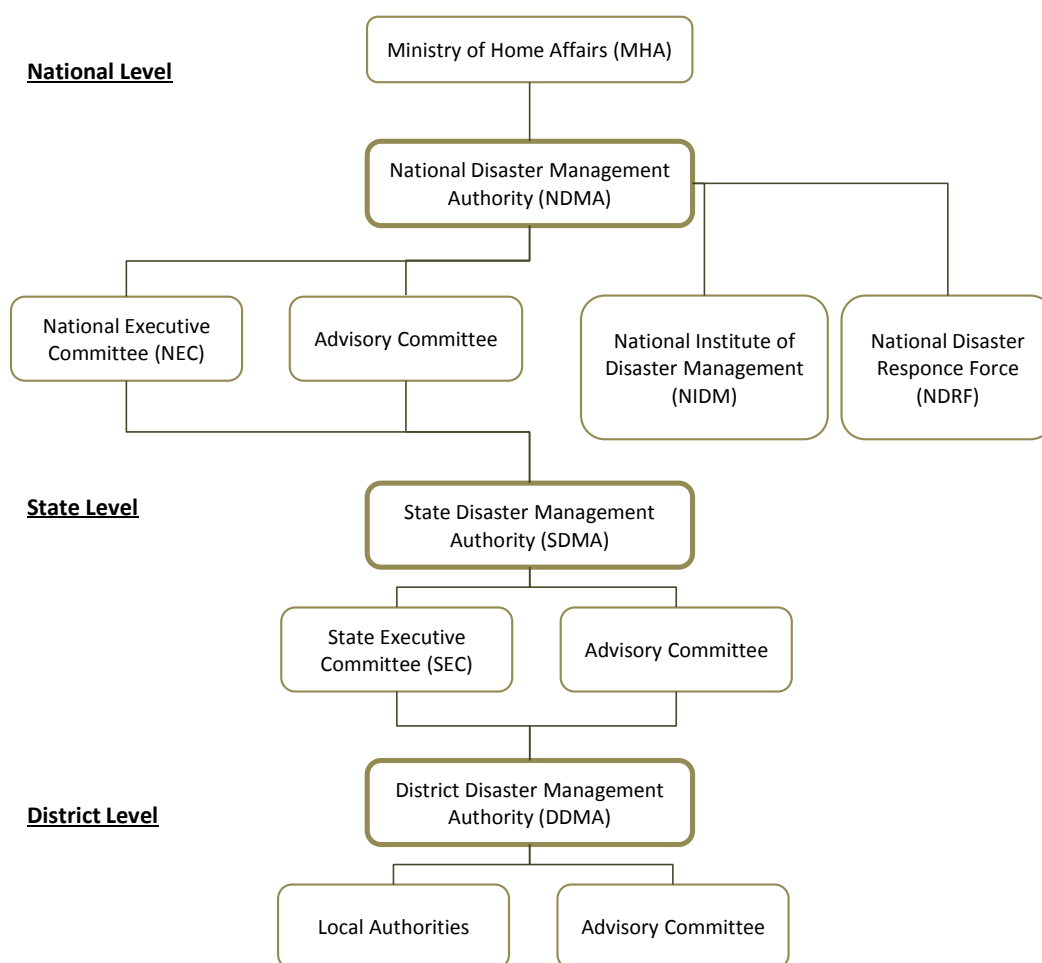 Ministry of Home Affairs (MHA)
National Level
National Disaster Management
Authority (NDMA)
National Executive
Committee (NEC)
Advisory Committee
National Institute of
Disaster Management
(NIDM)
National Disaster
Responce Force
(NDRF)
State Level
State Disaster Management
Authority (SDMA)
State Executive
Committee (SEC)
Advisory Committee
District Disaster Management
Authority (DDMA)
District Level
Local Authorities
Advisory Committee